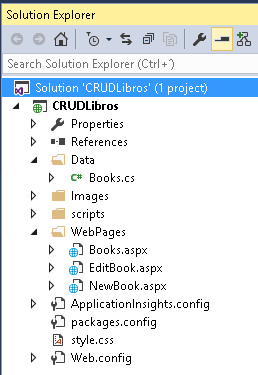 Solution Explorer
Search Solution Explorer (Ctrl+´)
Solution 'CRUDLibros' (1 project)
CRUDLibros
Properties
References
Data
C# Books.cs
Images
scripts
WebPages
Books.aspx
EditBook.aspx
NewBook.aspx
ApplicationInsights.config
packages.config
style.css
Web.config